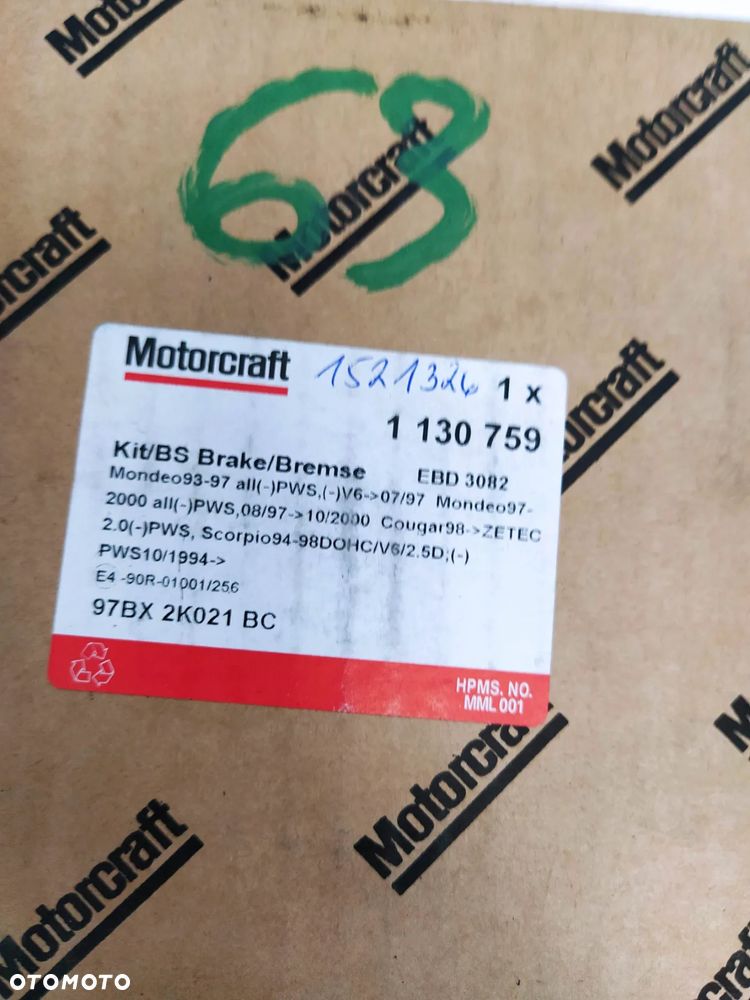 Motorcraft
Motorcraft
69
Motorcraft
Motorcraft
Motorcraft 1521326 1 x
1 130 759
Kit/BS Brake/Bremse EBD 3082
Mondeo93-97 all(-)PWS,(-)V6->07/97 Mondeo97-
2000 all(-)PWS,08/97->10/2000 Cougar98->ZETEC
2.0(-)PWS, Scorpio94-98DOHC/V6/2.5D;(-)
PWS10/1994->
E4 -90R-01001/256
97BX 2K021 BC
HPMS. NO.
MML 001
Motorcraft
Motorcraft
Motorcraft
OTOMOTO